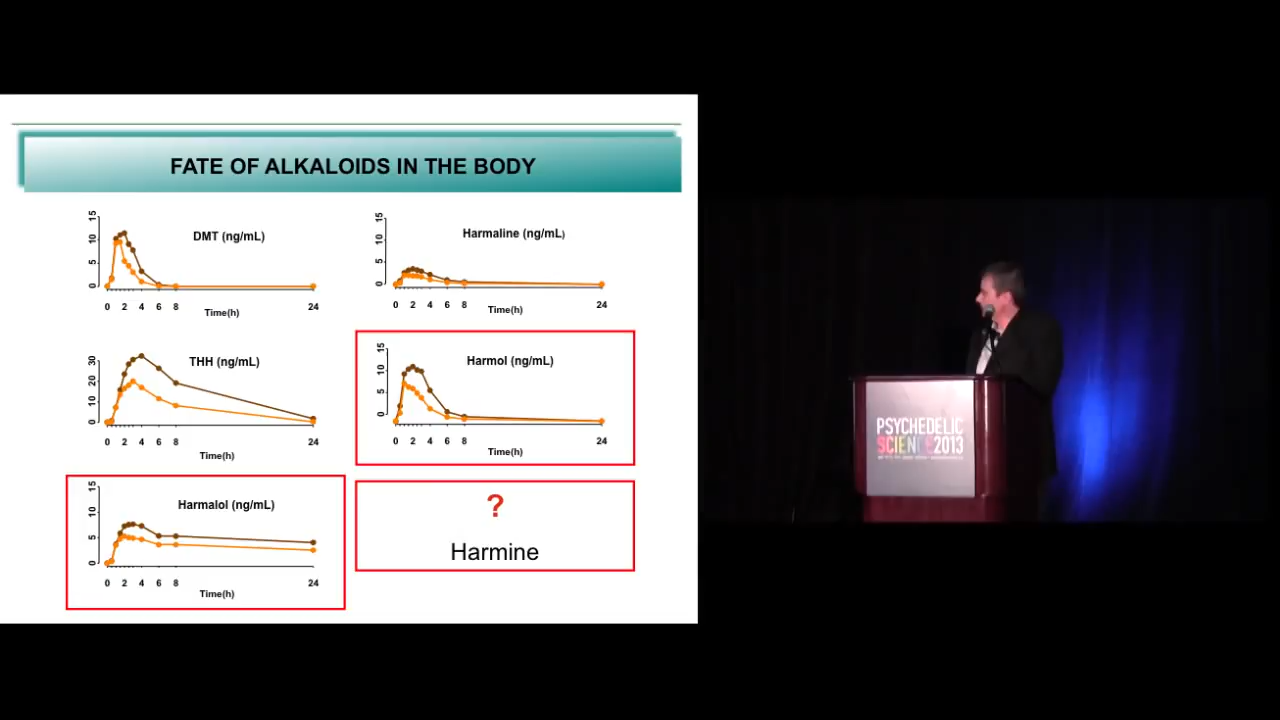 FATE OF ALKALOIDS IN THE BODY
DMT (ng/mL)
15
10
5
0
0 2 4 6 8 24
Time(h)
Harmaline (ng/mL)
15
10
5
0
0 2 4 6 8 24
Time(h)
THH (ng/mL)
30
20
10
0
0 2 4 6 8 24
Time(h)
Harmol (ng/mL)
15
10
5
0
0 2 4 6 8 24
Time(h)
Harmalol (ng/mL)
15
10
5
0
0 2 4 6 8 24
Time(h)
?
Harmine
PSYCHEDELIC
SCIENCE2013